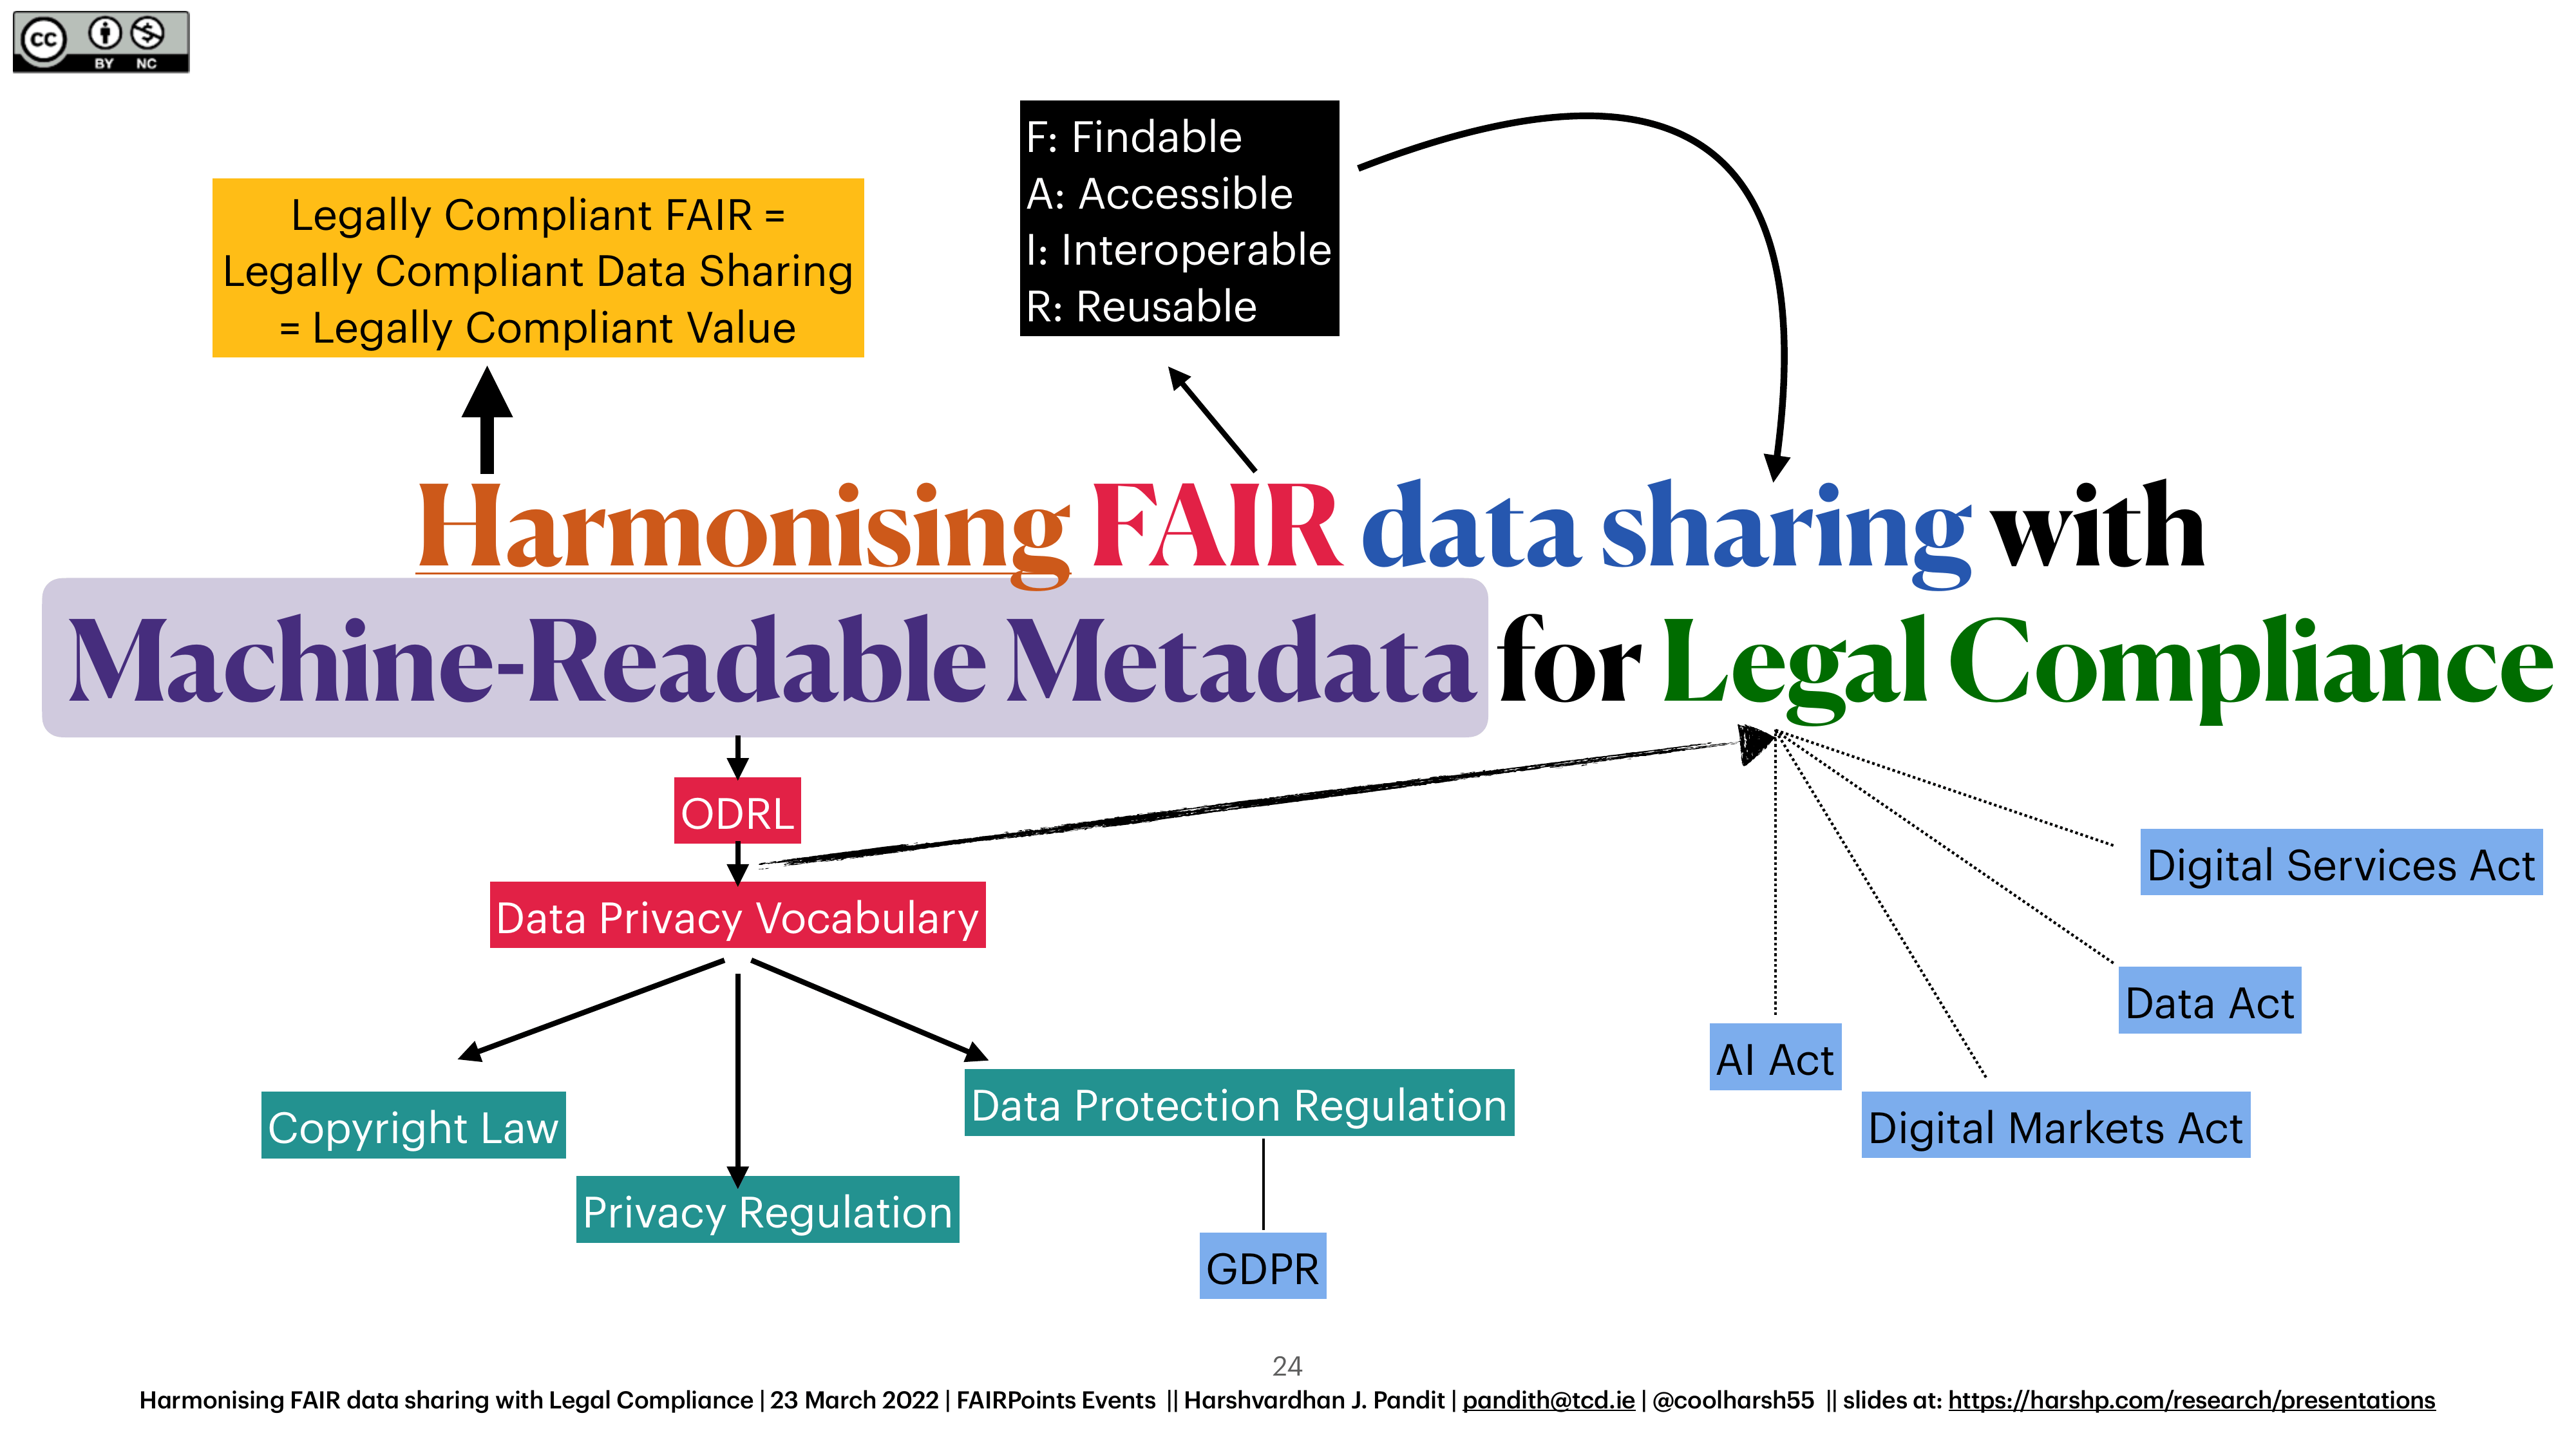 cc BY NC
F: Findable
A: Accessible
I: Interoperable
R: Reusable
Legally Compliant FAIR =
Legally Compliant Data Sharing
= Legally Compliant Value
Harmonising FAIR data sharing with
Machine-Readable Metadata for Legal Compliance
ODRL
Data Privacy Vocabulary
Copyright Law
Privacy Regulation
Data Protection Regulation
GDPR
Digital Services Act
Data Act
AI Act
Digital Markets Act
24
Harmonising FAIR data sharing with Legal Compliance | 23 March 2022 | FAIRPoints Events || Harshvardhan J. Pandit | pandith@tcd.ie | @coolharsh55 || slides at: https://harshp.com/research/presentations